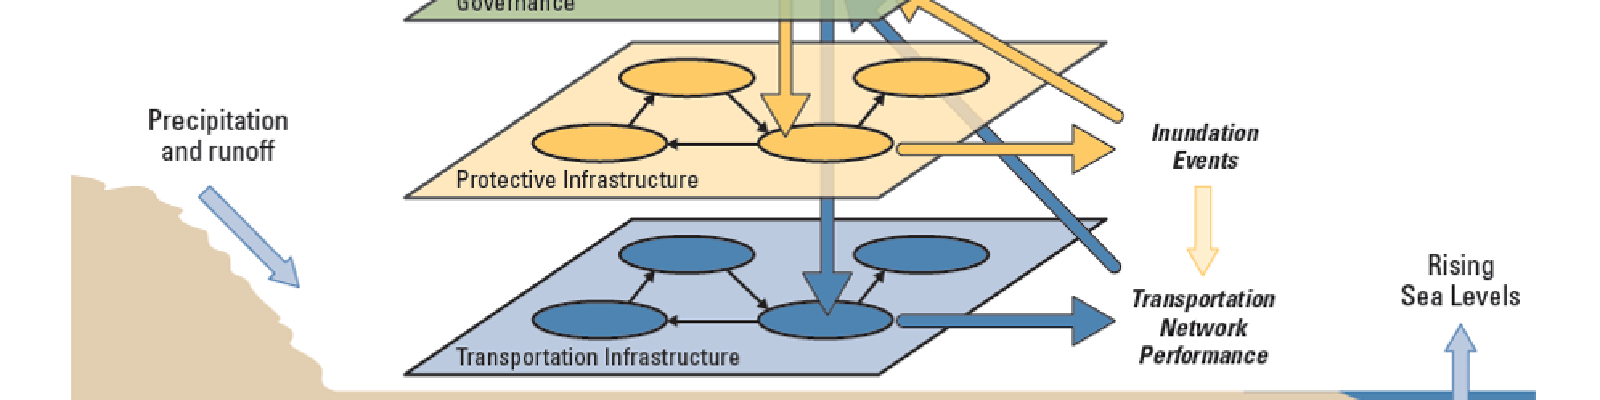 Governance
Precipitation
and runoff
Inundation
Events
Protective Infrastructure
Rising
Sea Levels
Transportation
Network
Performance
Transportation Infrastructure